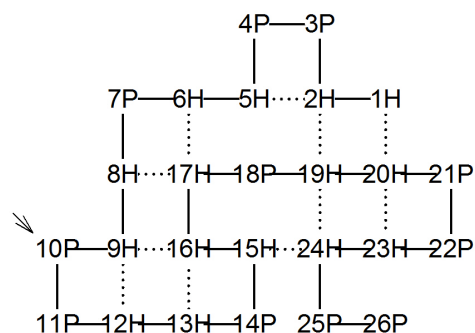 4P 3P
7P 6H 5H 2H 1H
8H 17H 18P 19H 20H 21P
10P 9H 16H 15H 24H 23H 22P
11P 12H 13H 14P 25P 26P